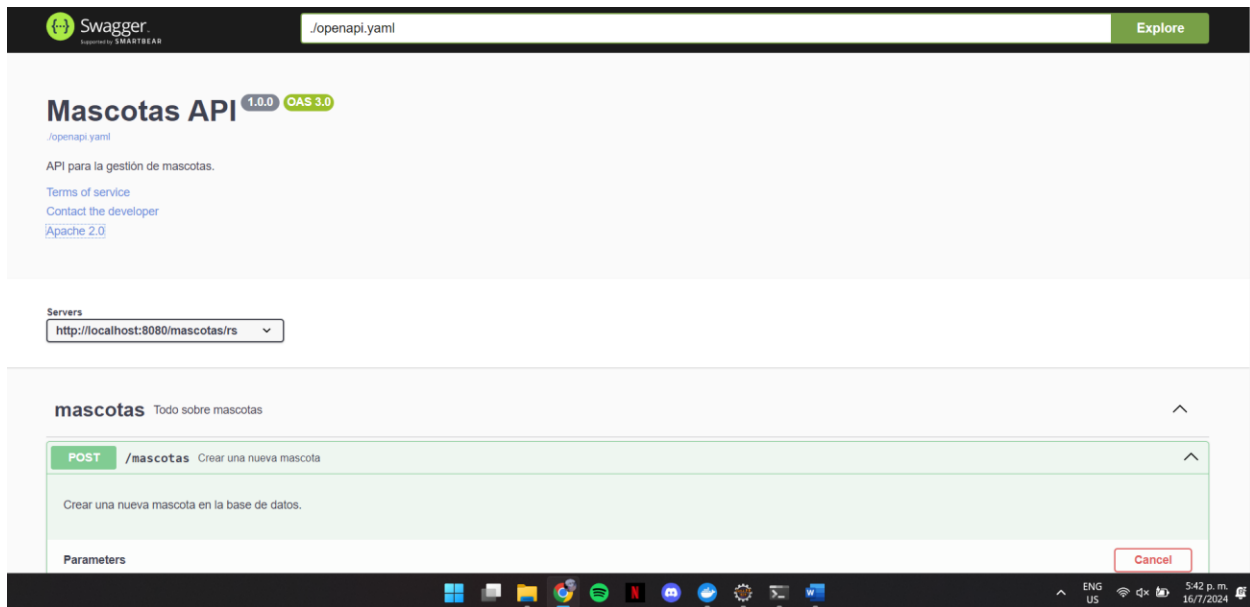 Swagger.
Supported by SMARTBEAR
./openapi.yaml
Explore
Mascotas API 1.0.0 OAS 3.0
./openapi.yaml
API para la gestión de mascotas.
Terms of service
Contact the developer
Apache 2.0
Servers
http://localhost:8080/mascotas/rs
mascotas Todo sobre mascotas
POST /mascotas Crear una nueva mascota
Crear una nueva mascota en la base de datos.
Parameters
Cancel
ENG
US
5:42 p. m.
16/7/2024